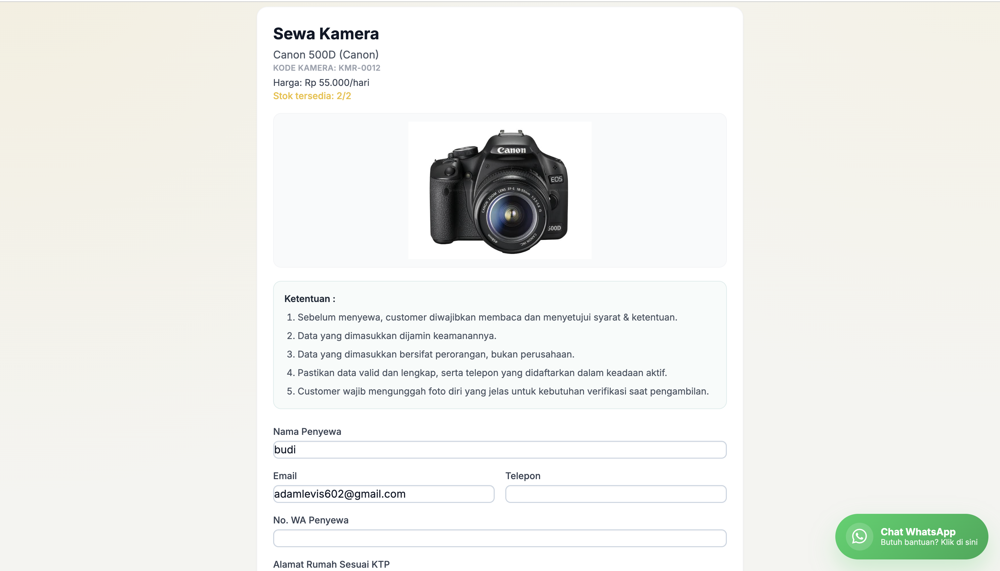 Sewa Kamera
Canon 500D (Canon)
KODE KAMERA: KMR-0012
Harga: Rp 55.000/hari
Stok tersedia: 2/2
Canon
EOS
CANON ZOOM LENS EF-S 18-55mm 1:3.5-5.6 IS
500D
Ø58mm
CANON INC.
Ketentuan :
1. Sebelum menyewa, customer diwajibkan membaca dan menyetujui syarat & ketentuan.
2. Data yang dimasukkan dijamin keamanannya.
3. Data yang dimasukkan bersifat perorangan, bukan perusahaan.
4. Pastikan data valid dan lengkap, serta telepon yang didaftarkan dalam keadaan aktif.
5. Customer wajib mengunggah foto diri yang jelas untuk kebutuhan verifikasi saat pengambilan.
Nama Penyewa
budi
Email
Telepon
adamlevis602@gmail.com
No. WA Penyewa
Chat WhatsApp
Butuh bantuan? Klik di sini
Alamat Rumah Sesuai KTP